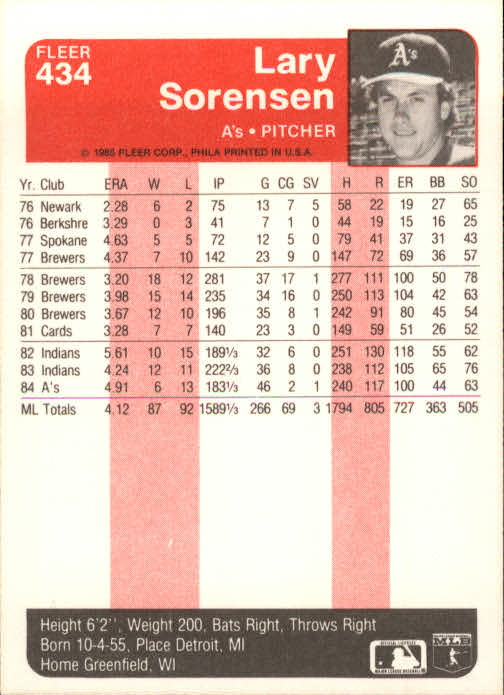 FLEER
434
Lary
Sorensen
A's • PITCHER
A's
© 1985 FLEER CORP., PHILA PRINTED IN U.S.A.
Yr. Club ERA W L IP G CG SV H R ER BB SO
76 Newark 2.28 6 2 75 13 7 5 58 22 19 27 65
76 Berkshre 3.29 0 3 41 7 1 0 44 19 15 16 25
77 Spokane 4.63 5 5 72 12 5 0 79 41 37 31 43
77 Brewers 4.37 7 10 142 23 9 0 147 72 69 36 57
78 Brewers 3.20 18 12 281 37 17 1 277 111 100 50 78
79 Brewers 3.98 15 14 235 34 16 0 250 113 104 42 63
80 Brewers 3.67 12 10 196 35 8 1 242 91 80 45 54
81 Cards 3.28 7 7 140 23 3 0 149 59 51 26 52
82 Indians 5.61 10 15 189⅓ 32 6 0 251 130 118 55 62
83 Indians 4.24 12 11 222⅔ 36 8 0 238 112 105 65 76
84 A's 4.91 6 13 183⅓ 46 2 1 240 117 100 44 63
ML Totals 4.12 87 92 1589⅓ 266 69 3 1794 805 727 363 505
Height 6'2'', Weight 200, Bats Right, Throws Right
Born 10-4-55, Place Detroit, MI
Home Greenfield, WI
MAJOR LEAGUE BASEBALL